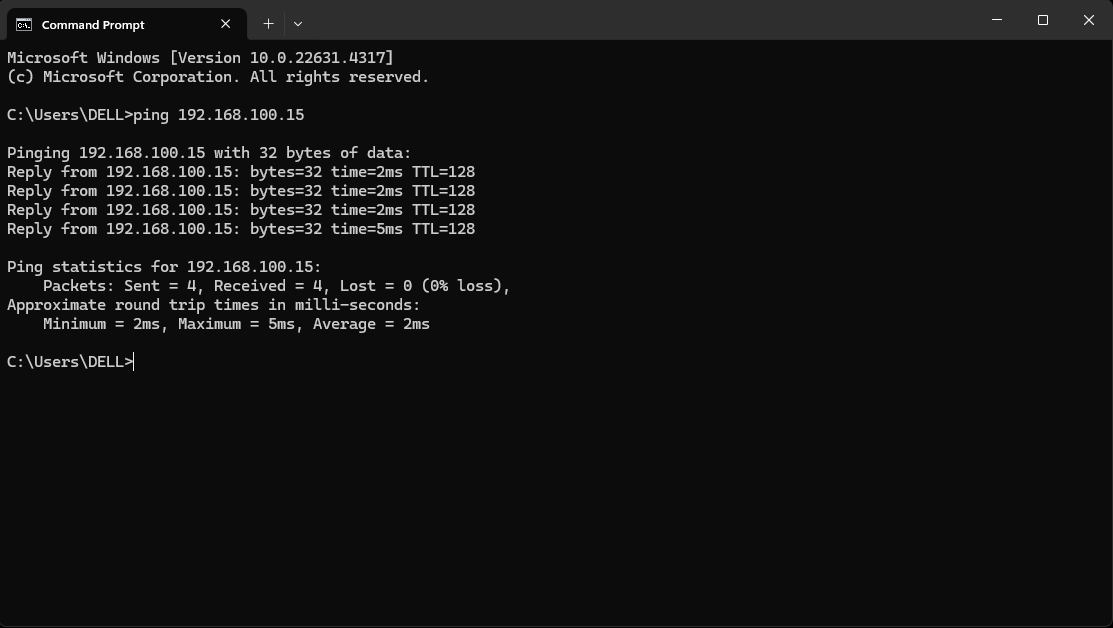 Command Prompt
Microsoft Windows [Version 10.0.22631.4317]
(c) Microsoft Corporation. All rights reserved.
C:\Users\DELL>ping 192.168.100.15
Pinging 192.168.100.15 with 32 bytes of data:
Reply from 192.168.100.15: bytes=32 time=2ms TTL=128
Reply from 192.168.100.15: bytes=32 time=2ms TTL=128
Reply from 192.168.100.15: bytes=32 time=2ms TTL=128
Reply from 192.168.100.15: bytes=32 time=5ms TTL=128
Ping statistics for 192.168.100.15:
    Packets: Sent = 4, Received = 4, Lost = 0 (0% loss),
Approximate round trip times in milli-seconds:
    Minimum = 2ms, Maximum = 5ms, Average = 2ms
C:\Users\DELL>